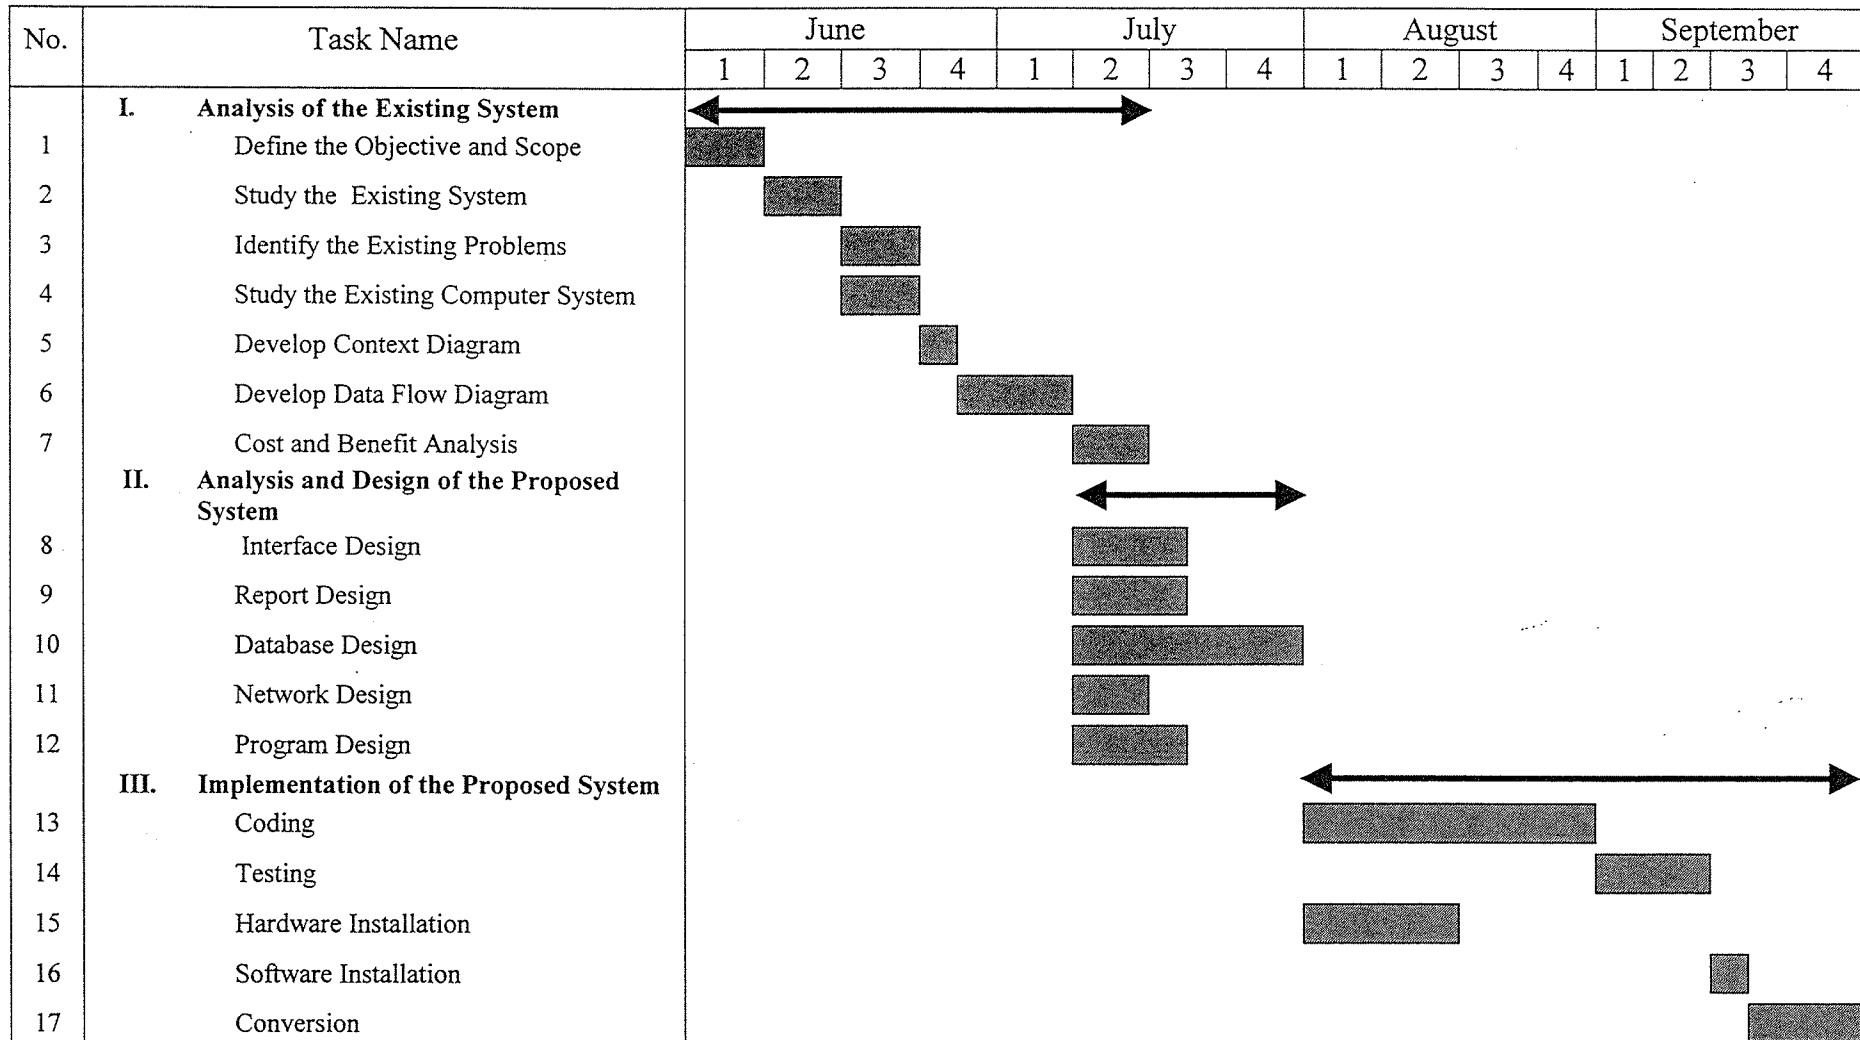 No. Task Name June July August September
1 2 3 4 1 2 3 4 1 2 3 4 1 2 3 4
I. Analysis of the Existing System
1 Define the Objective and Scope
2 Study the Existing System
3 Identify the Existing Problems
4 Study the Existing Computer System
5 Develop Context Diagram
6 Develop Data Flow Diagram
7 Cost and Benefit Analysis
II. Analysis and Design of the Proposed
System
8 Interface Design
9 Report Design
10 Database Design
11 Network Design
12 Program Design
III. Implementation of the Proposed System
13 Coding
14 Testing
15 Hardware Installation
16 Software Installation
17 Conversion